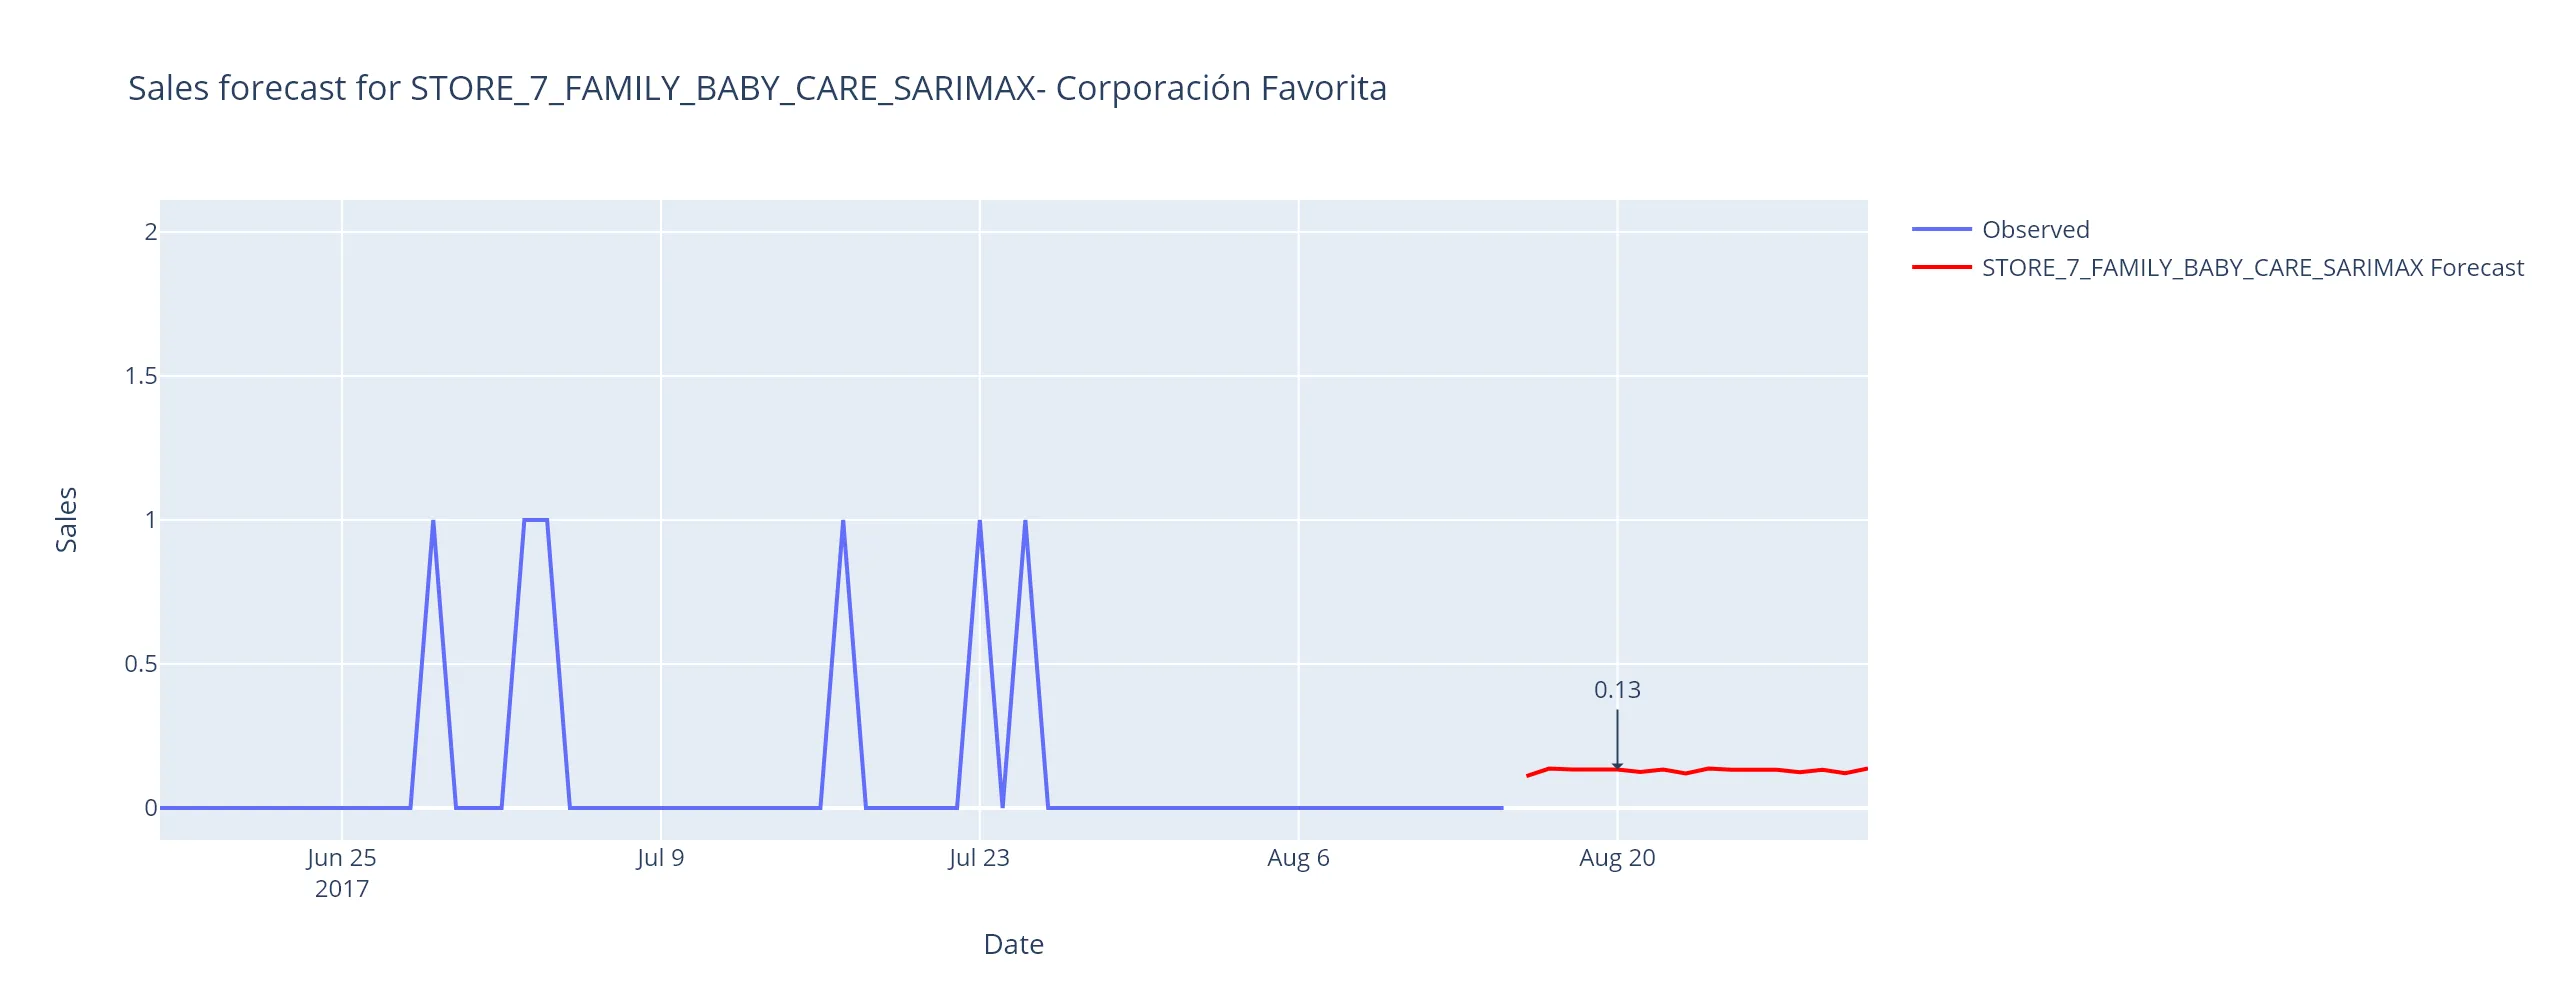 Sales forecast for STORE_7_FAMILY_BABY_CARE_SARIMAX- Corporación Favorita
Observed
STORE_7_FAMILY_BABY_CARE_SARIMAX Forecast
2
1.5
1
0.5
0
Sales
0.13
Jun 25
2017
Jul 9
Jul 23
Aug 6
Aug 20
Date